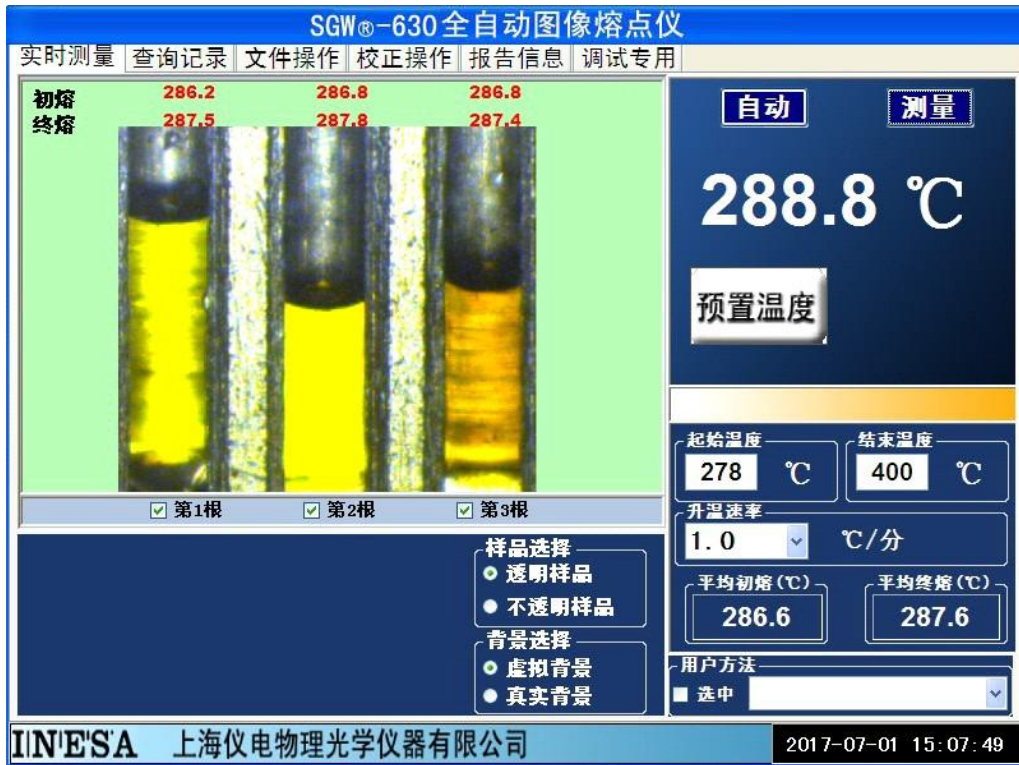 SGW®-630全自动图像熔点仪
实时测量 查询记录 文件操作 校正操作 报告信息 调试专用
初熔 286.2 286.8 286.8
终熔 287.5 287.8 287.4
第1根 第2根 第3根
自动 测量
288.8 ℃
预置温度
起始温度 结束温度
278 ℃ 400 ℃
升温速率
1.0 ℃/分
平均初熔(℃) 平均终熔(℃)
286.6 287.6
样品选择
透明样品
不透明样品
背景选择
虚拟背景
真实背景
用户方法
选中
INESA 上海仪电物理光学仪器有限公司 2017-07-01 15:07:49